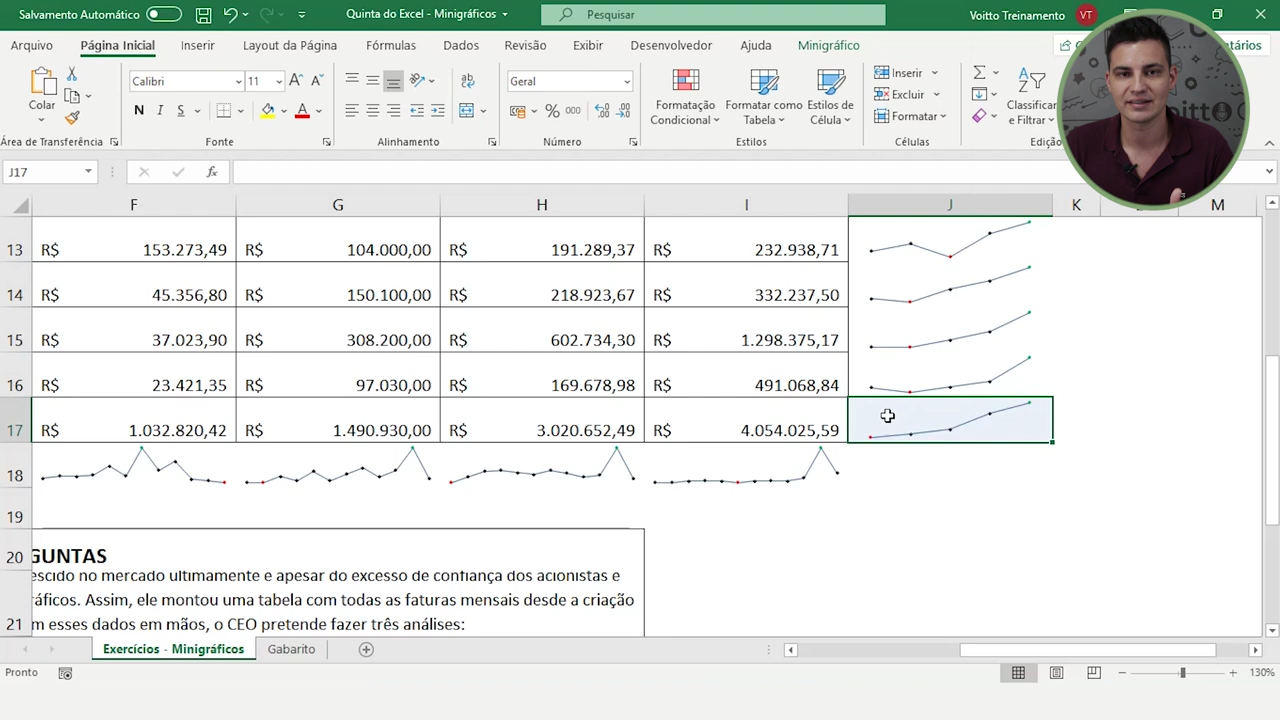 Salvamento Automático
Quinta do Excel - Minigráficos
Pesquisar
Voitto Treinamento
VT
Arquivo
Página Inicial
Inserir
Layout da Página
Fórmulas
Dados
Revisão
Exibir
Desenvolvedor
Ajuda
Minigráfico
Colar
Calibri
11
N I S
Geral
Formatação Condicional
Formatar como Tabela
Estilos de Célula
Inserir
Excluir
Formatar
Classificar e Filtrar
Área de Transferência
Fonte
Alinhamento
Número
Estilos
Células
J17
fx
F G H I J K M
13 R$ 153.273,49 R$ 104.000,00 R$ 191.289,37 R$ 232.938,71
14 R$ 45.356,80 R$ 150.100,00 R$ 218.923,67 R$ 332.237,50
15 R$ 37.023,90 R$ 308.200,00 R$ 602.734,30 R$ 1.298.375,17
16 R$ 23.421,35 R$ 97.030,00 R$ 169.678,98 R$ 491.068,84
17 R$ 1.032.820,42 R$ 1.490.930,00 R$ 3.020.652,49 R$ 4.054.025,59
18
19
20 GUNTAS
escido no mercado ultimamente e apesar do excesso de confiança dos acionistas e
ráficos. Assim, ele montou uma tabela com todas as faturas mensais desde a criação
21 m esses dados em mãos, o CEO pretende fazer três análises:
Exercícios - Minigráficos
Gabarito
Pronto
130%